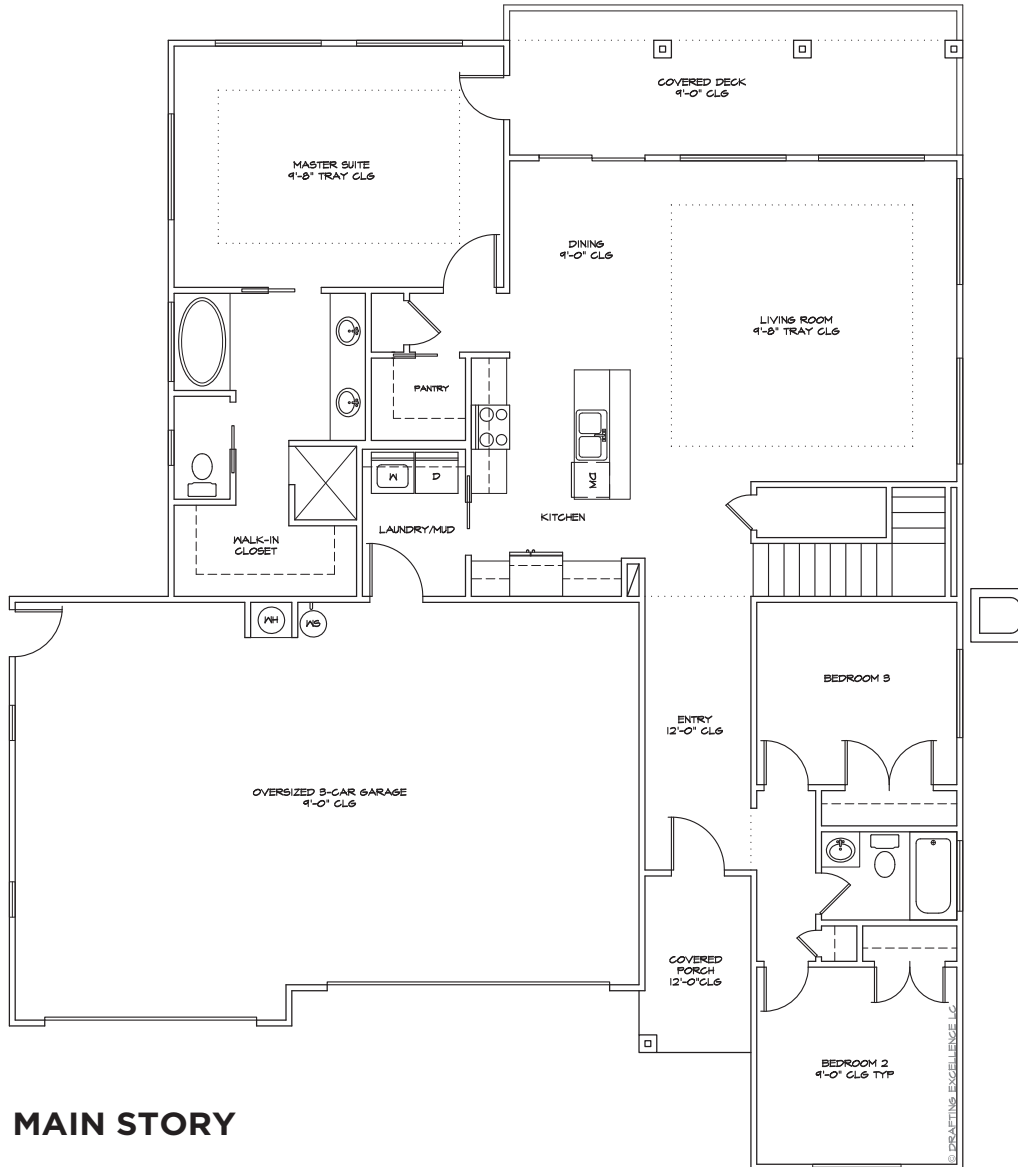 COVERED DECK
9'-0" CLG
MASTER SUITE
9'-8" TRAY CLG
DINING
9'-0" CLG
LIVING ROOM
9'-8" TRAY CLG
PANTRY
W
D
DW
KITCHEN
LAUNDRY/MUD
WALK-IN
CLOSET
WH
WS
BEDROOM 3
ENTRY
12'-0" CLG
OVERSIZED 3-CAR GARAGE
9'-0" CLG
COVERED
PORCH
12'-0"CLG
BEDROOM 2
9'-0" CLG TYP
© DRAFTING EXCELLENCE LC
MAIN STORY